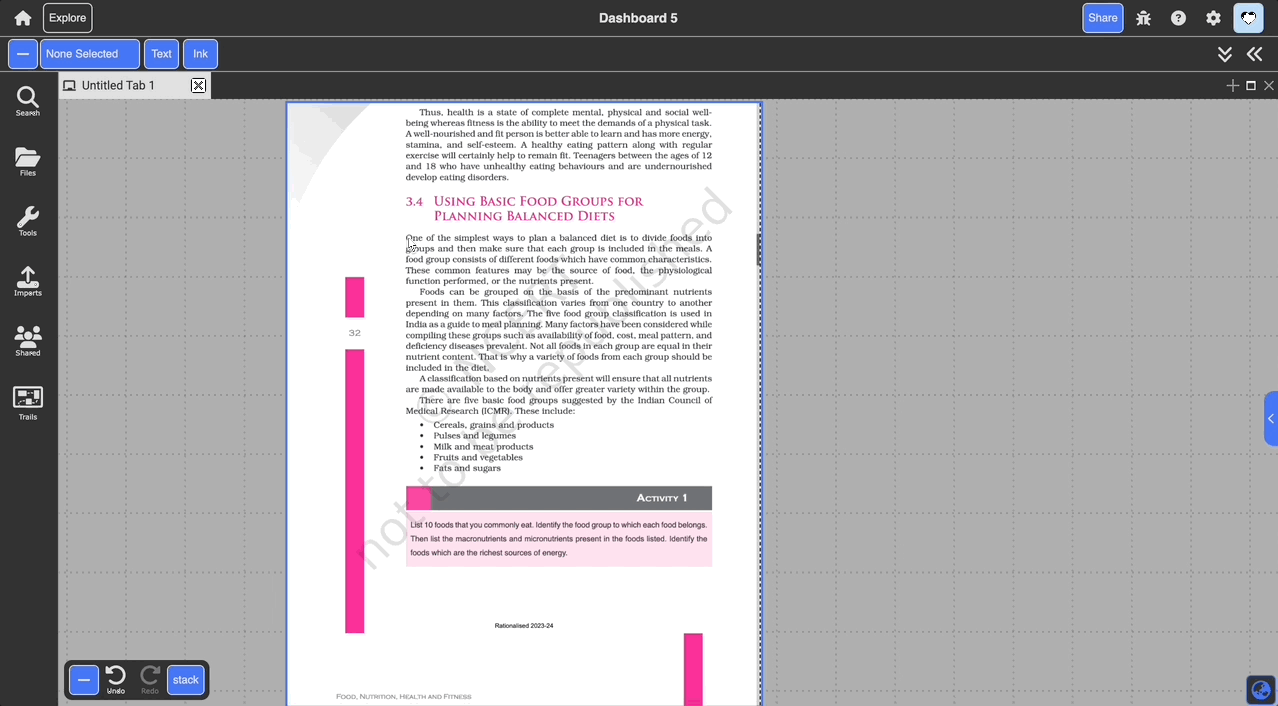 Explore
Dashboard 5
Share
None Selected
Text
Ink
Untitled Tab 1
Search
Files
Tools
Imports
Shared
Trails
Thus, health is a state of complete mental, physical and social well-
being whereas fitness is the ability to meet the demands of a physical task.
A well-nourished and fit person is better able to learn and has more energy,
stamina, and self-esteem. A healthy eating pattern along with regular
exercise will certainly help to remain fit. Teenagers between the ages of 12
and 18 who have unhealthy eating behaviours and are undernourished
develop eating disorders.
3.4 Using Basic Food Groups for
Planning Balanced Diets
One of the simplest ways to plan a balanced diet is to divide foods into
groups and then make sure that each group is included in the meals. A
food group consists of different foods which have common characteristics.
These common features may be the source of food, the physiological
function performed, or the nutrients present.
Foods can be grouped on the basis of the predominant nutrients
present in them. This classification varies from one country to another
depending on many factors. The five food group classification is used in
India as a guide to meal planning. Many factors have been considered while
compiling these groups such as availability of food, cost, meal pattern, and
deficiency diseases prevalent. Not all foods in each group are equal in their
nutrient content. That is why a variety of foods from each group should be
included in the diet.
A classification based on nutrients present will ensure that all nutrients
are made available to the body and offer greater variety within the group.
There are five basic food groups suggested by the Indian Council of
Medical Research (ICMR). These include:
• Cereals, grains and products
• Pulses and legumes
• Milk and meat products
• Fruits and vegetables
• Fats and sugars
32
Activity 1
List 10 foods that you commonly eat. Identify the food group to which each food belongs.
Then list the macronutrients and micronutrients present in the foods listed. Identify the
foods which are the richest sources of energy.
not to be republished
Rationalised 2023-24
Food, Nutrition, Health and Fitness
Undo
Redo
stack